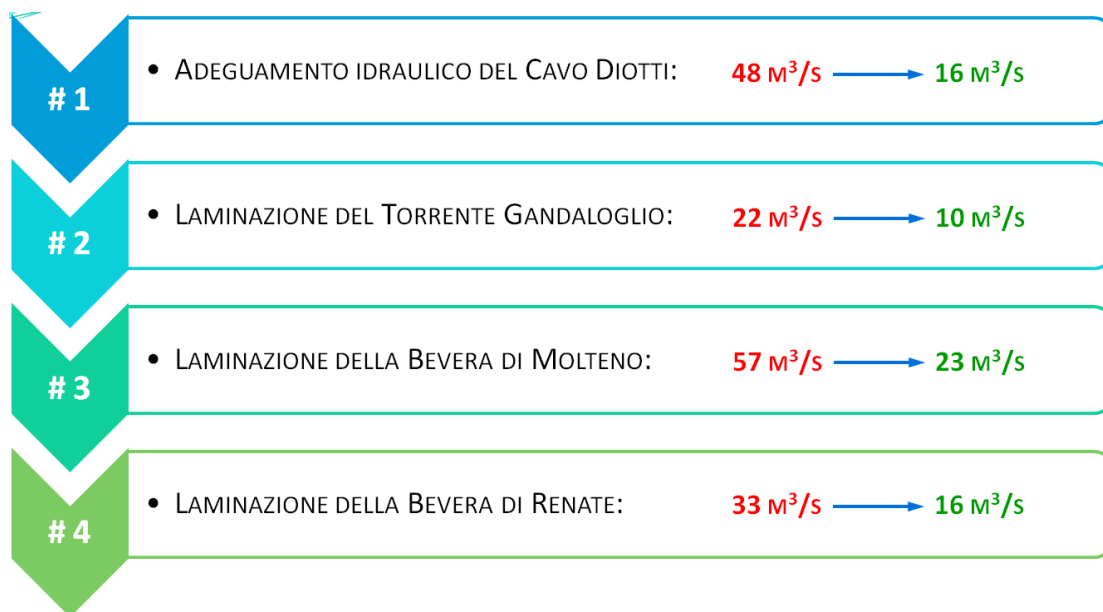 # 1
• Adeguamento idraulico del Cavo Diotti: 48 m³/s → 16 m³/s
# 2
• Laminazione del Torrente Gandaloglio: 22 m³/s → 10 m³/s
# 3
• Laminazione della Bevera di Molteno: 57 m³/s → 23 m³/s
# 4
• Laminazione della Bevera di Renate: 33 m³/s → 16 m³/s